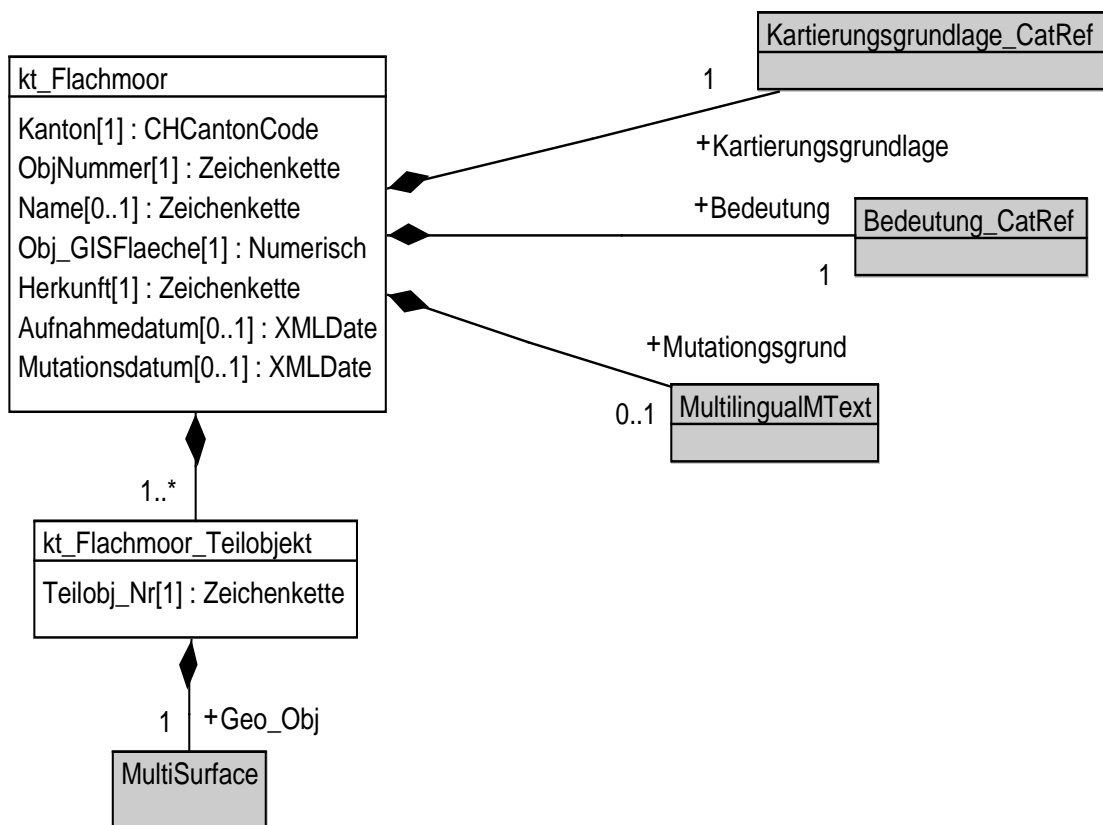 Kartierungsgrundlage_CatRef
1
+Kartierungsgrundlage
kt_Flachmoor
Kanton[1] : CHCantonCode
ObjNummer[1] : Zeichenkette
Name[0..1] : Zeichenkette
Obj_GISFlaeche[1] : Numerisch
Herkunft[1] : Zeichenkette
Aufnahmedatum[0..1] : XMLDate
Mutationsdatum[0..1] : XMLDate
+Bedeutung
Bedeutung_CatRef
1
+Mutationgsgrund
0..1
MultilingualMText
1..*
kt_Flachmoor_Teilobjekt
Teilobj_Nr[1] : Zeichenkette
1
+Geo_Obj
MultiSurface